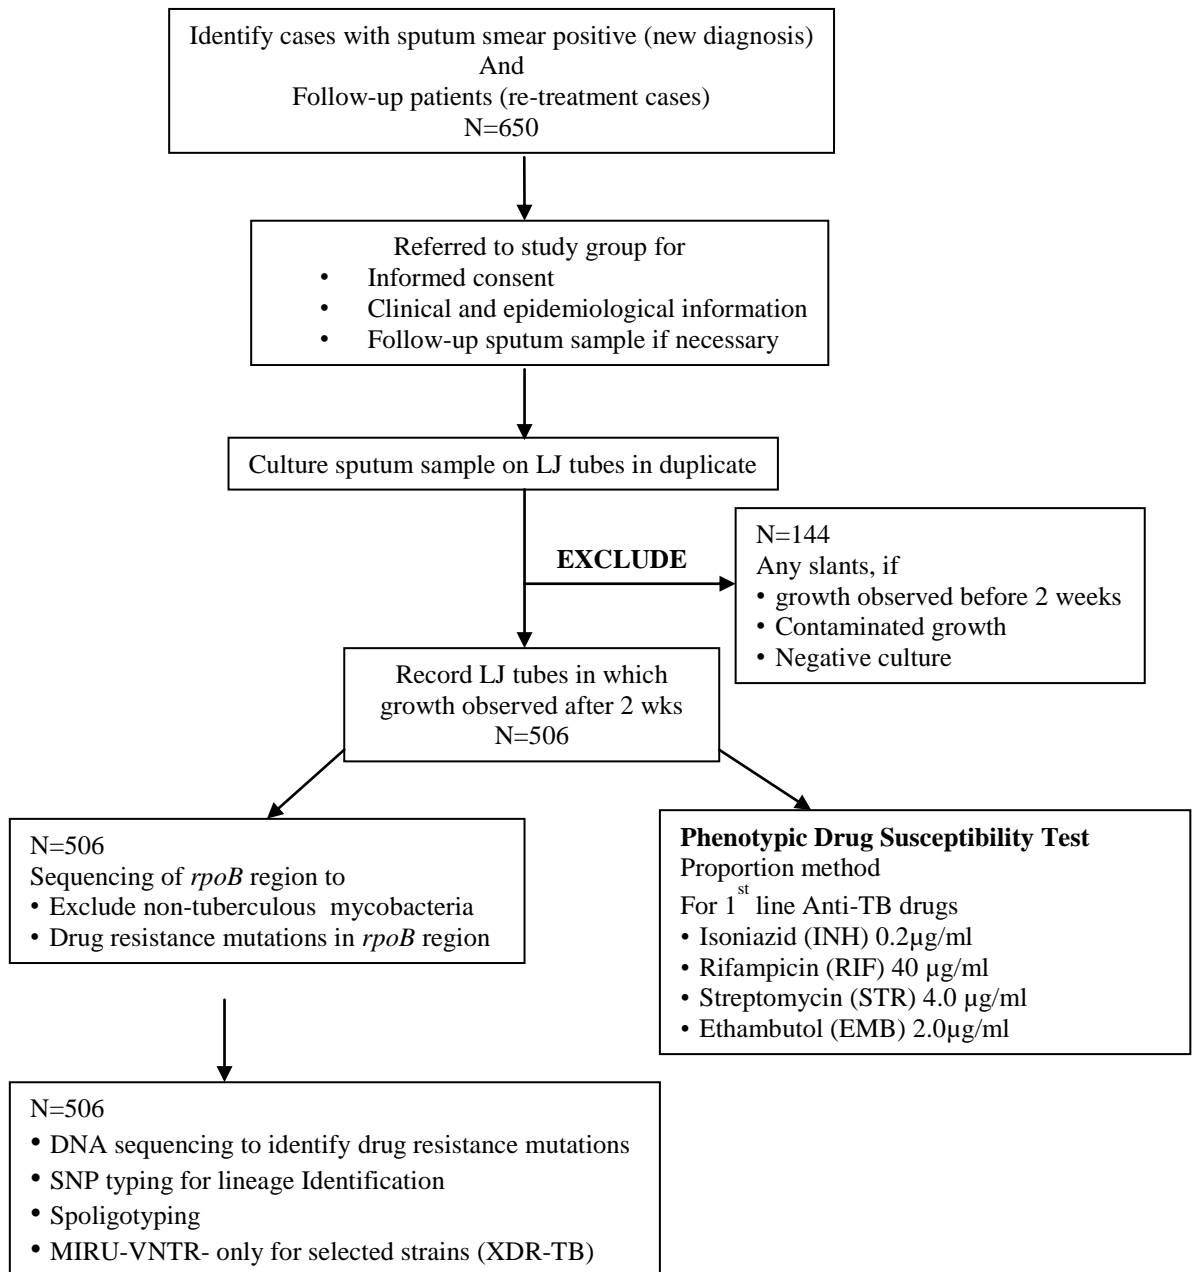 Identify cases with sputum smear positive (new diagnosis)
And
Follow-up patients (re-treatment cases)
N=650
Referred to study group for
• Informed consent
• Clinical and epidemiological information
• Follow-up sputum sample if necessary
Culture sputum sample on LJ tubes in duplicate
EXCLUDE
N=144
Any slants, if
• growth observed before 2 weeks
• Contaminated growth
• Negative culture
Record LJ tubes in which
growth observed after 2 wks
N=506
N=506
Sequencing of rpoB region to
• Exclude non-tuberculous mycobacteria
• Drug resistance mutations in rpoB region
Phenotypic Drug Susceptibility Test
Proportion method
For 1st line Anti-TB drugs
• Isoniazid (INH) 0.2µg/ml
• Rifampicin (RIF) 40 µg/ml
• Streptomycin (STR) 4.0 µg/ml
• Ethambutol (EMB) 2.0µg/ml
N=506
• DNA sequencing to identify drug resistance mutations
• SNP typing for lineage Identification
• Spoligotyping
• MIRU-VNTR- only for selected strains (XDR-TB)